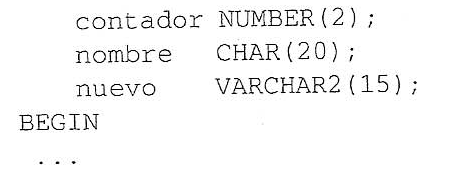 contador NUMBER(2);
nombre CHAR(20);
nuevo VARCHAR2(15);
BEGIN
...